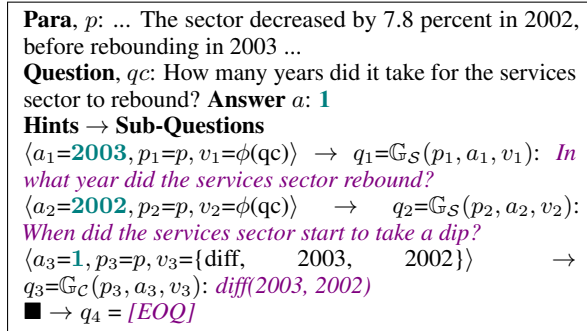 Para, p: ... The sector decreased by 7.8 percent in 2002,
before rebounding in 2003 ...
Question, qc: How many years did it take for the services
sector to rebound? Answer a: 1
Hints → Sub-Questions
⟨a₁=2003, p₁=p, v₁=ϕ(qc)⟩ → q₁=𝔾_𝒮(p₁, a₁, v₁): In
what year did the services sector rebound?
⟨a₂=2002, p₂=p, v₂=ϕ(qc)⟩ → q₂=𝔾_𝒮(p₂, a₂, v₂):
When did the services sector start to take a dip?
⟨a₃=1, p₃=p, v₃={diff, 2003, 2002}⟩ →
q₃=𝔾_𝒞(p₃, a₃, v₃): diff(2003, 2002)
■ → q₄ = [EOQ]